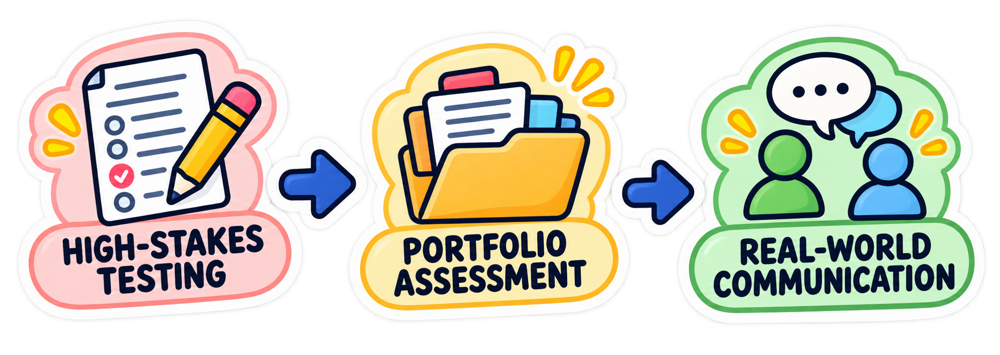 HIGH-STAKES
TESTING
PORTFOLIO
ASSESSMENT
REAL-WORLD
COMMUNICATION